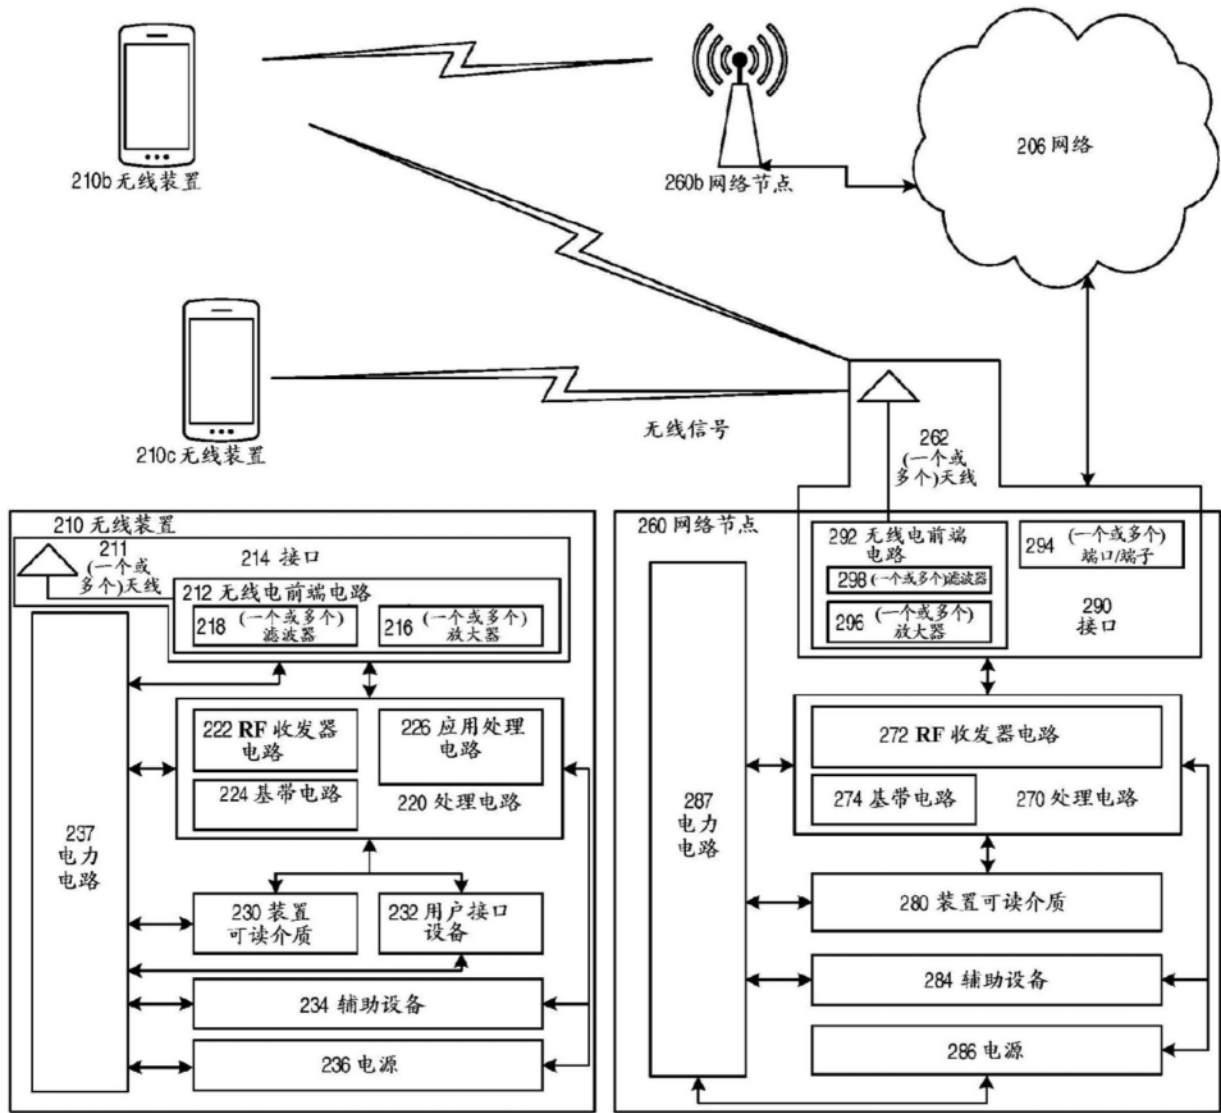 206 网络
210b 无线装置
260b 网络节点
210c 无线装置
无线信号
262
(一个或
多个)天线
210 无线装置
211
(一个或
多个)天线
214 接口
212 无线电前端电路
218 (一个或多个)
滤波器
216 (一个或多个)
放大器
222 RF 收发器
电路
226 应用处理
电路
224 基带电路
220 处理电路
237
电力
电路
230 装置
可读介质
232 用户接口
设备
234 辅助设备
236 电源
260 网络节点
292 无线电前端
电路
294 (一个或多个)
端口/端子
298 (一个或多个)滤波器
296 (一个或多个)
放大器
290
接口
272 RF 收发器电路
274 基带电路
270 处理电路
287
电力
电路
280 装置可读介质
284 辅助设备
286 电源